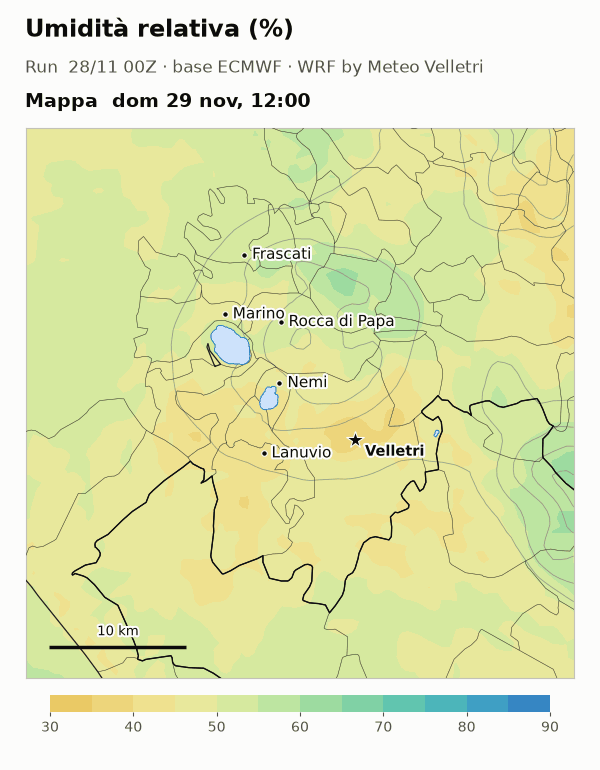 Umidità relativa (%)
Run  28/11 00Z · base ECMWF · WRF by Meteo Velletri
Mappa  dom 29 nov, 12:00
Frascati
Marino
Rocca di Papa
Nemi
Velletri
Lanuvio
10 km
30 40 50 60 70 80 90